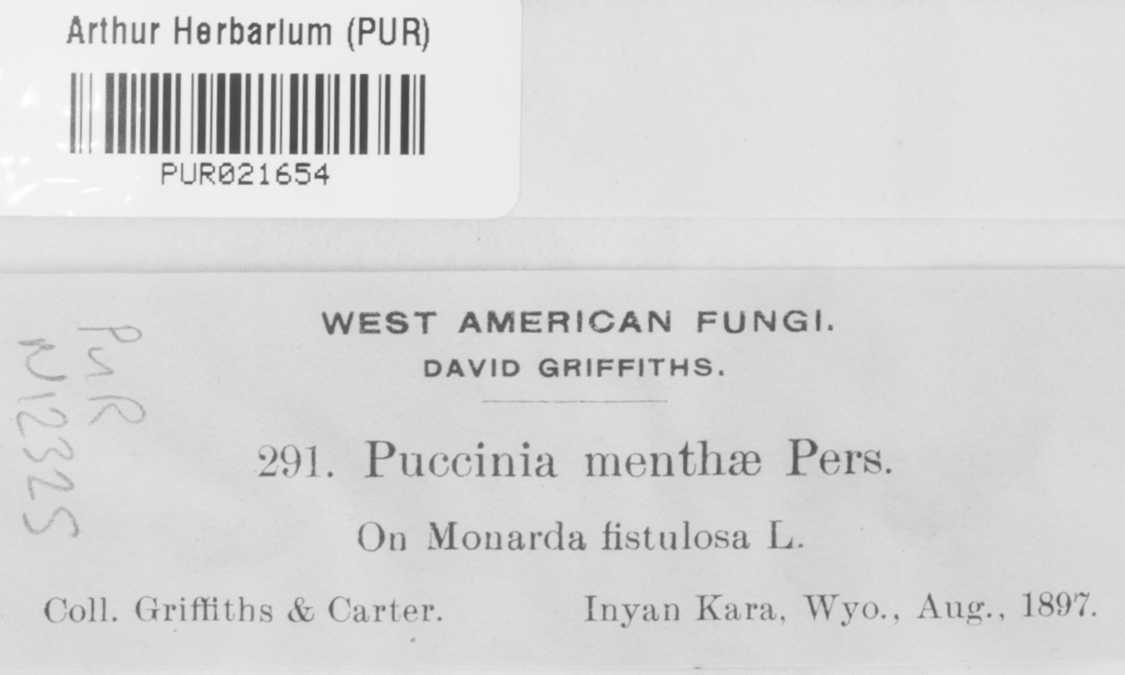 Arthur Herbarium (PUR)
PUR021654
WEST AMERICAN FUNGI.
DAVID GRIFFITHS.
291. Puccinia menthæ Pers.
On Monarda fistulosa L.
Coll. Griffiths & Carter.
Inyan Kara, Wyo., Aug., 1897.
PUR
N12325